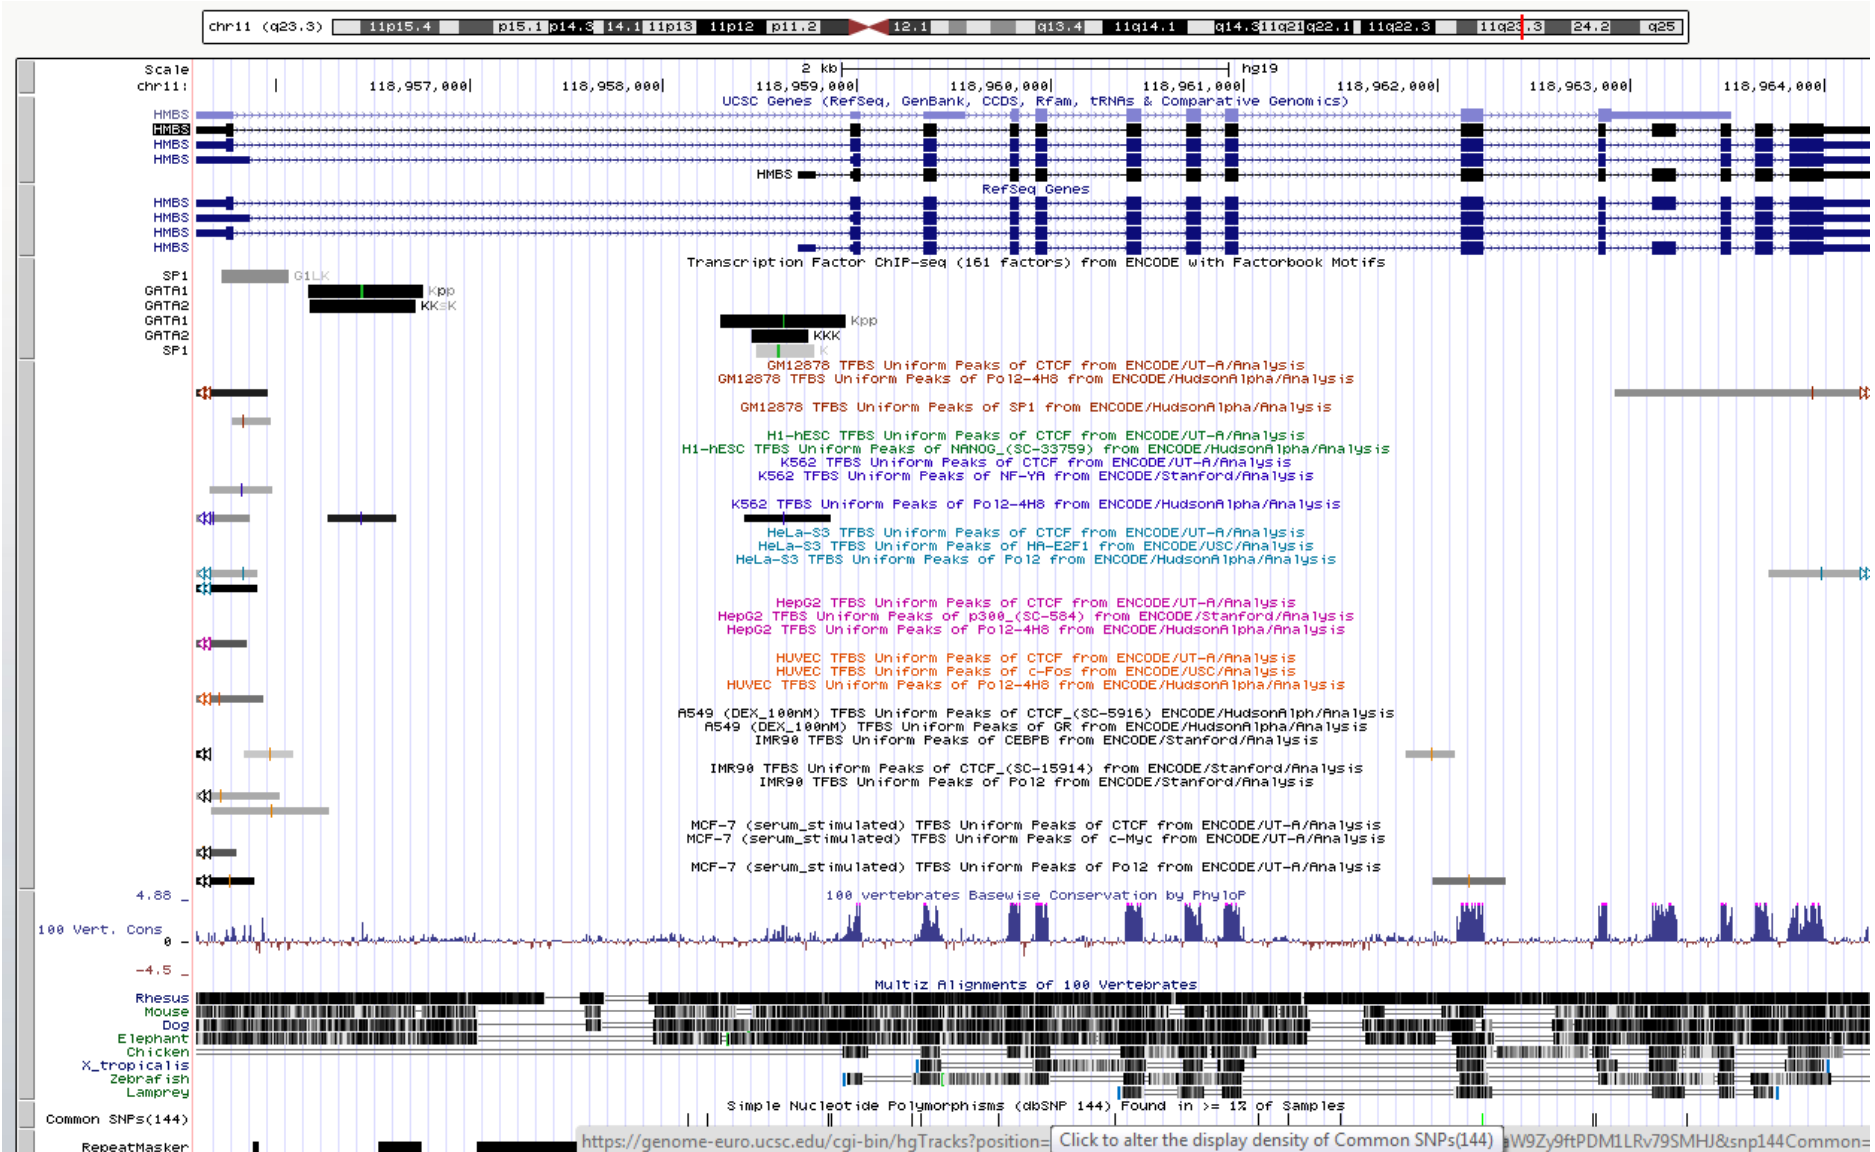 chr11 (q23.3) 11p15.4 p15.1 p14.3 14.1 11p13 11p12 p11.2 12.1 q13.4 11q14.1 q14.3 11q21 q22.1 11q22.3 11q23.3 24.2 q25
Scale 2 kb hg19
chr11: 118,957,000 118,958,000 118,959,000 118,960,000 118,961,000 118,962,000 118,963,000 118,964,000
UCSC Genes (RefSeq, GenBank, CCDS, Rfam, tRNAs & Comparative Genomics)
HMBS
HMBS
HMBS
HMBS
HMBS
RefSeq Genes
HMBS
HMBS
HMBS
HMBS
Transcription Factor ChIP-seq (161 factors) from ENCODE with Factorbook Motifs
SP1 G1LK
GATA1 Kpp
GATA2 KKsK
GATA1 Kpp
GATA2 KKK
SP1 K
GM12878 TFBS Uniform Peaks of CTCF from ENCODE/UT-A/Analysis
GM12878 TFBS Uniform Peaks of Pol2-4H8 from ENCODE/HudsonAlpha/Analysis
GM12878 TFBS Uniform Peaks of SP1 from ENCODE/HudsonAlpha/Analysis
H1-hESC TFBS Uniform Peaks of CTCF from ENCODE/UT-A/Analysis
H1-hESC TFBS Uniform Peaks of NANOG_(SC-33759) from ENCODE/HudsonAlpha/Analysis
K562 TFBS Uniform Peaks of CTCF from ENCODE/UT-A/Analysis
K562 TFBS Uniform Peaks of NF-YA from ENCODE/Stanford/Analysis
K562 TFBS Uniform Peaks of Pol2-4H8 from ENCODE/HudsonAlpha/Analysis
HeLa-S3 TFBS Uniform Peaks of CTCF from ENCODE/UT-A/Analysis
HeLa-S3 TFBS Uniform Peaks of HA-E2F1 from ENCODE/USC/Analysis
HeLa-S3 TFBS Uniform Peaks of Pol2 from ENCODE/HudsonAlpha/Analysis
HepG2 TFBS Uniform Peaks of CTCF from ENCODE/UT-A/Analysis
HepG2 TFBS Uniform Peaks of p300_(SC-584) from ENCODE/Stanford/Analysis
HepG2 TFBS Uniform Peaks of Pol2-4H8 from ENCODE/HudsonAlpha/Analysis
HUVEC TFBS Uniform Peaks of CTCF from ENCODE/UT-A/Analysis
HUVEC TFBS Uniform Peaks of c-Fos from ENCODE/USC/Analysis
HUVEC TFBS Uniform Peaks of Pol2-4H8 from ENCODE/HudsonAlpha/Analysis
A549 (DEX_100nM) TFBS Uniform Peaks of CTCF_(SC-5916) ENCODE/HudsonAlph/Analysis
A549 (DEX_100nM) TFBS Uniform Peaks of GR from ENCODE/HudsonAlpha/Analysis
IMR90 TFBS Uniform Peaks of CEBPB from ENCODE/Stanford/Analysis
IMR90 TFBS Uniform Peaks of CTCF_(SC-15914) from ENCODE/Stanford/Analysis
IMR90 TFBS Uniform Peaks of Pol2 from ENCODE/Stanford/Analysis
MCF-7 (serum_stimulated) TFBS Uniform Peaks of CTCF from ENCODE/UT-A/Analysis
MCF-7 (serum_stimulated) TFBS Uniform Peaks of c-Myc from ENCODE/UT-A/Analysis
MCF-7 (serum_stimulated) TFBS Uniform Peaks of Pol2 from ENCODE/UT-A/Analysis
4.88 _ 100 vertebrates Basewise Conservation by PhyloP
100 Vert. Cons 0 -
-4.5 _
Multiz Alignments of 100 Vertebrates
Rhesus
Mouse
Dog
Elephant
Chicken
X_tropicalis
Zebrafish
Lamprey
Simple Nucleotide Polymorphisms (dbSNP 144) Found in >= 1% of Samples
Common SNPs(144)
https://genome-euro.ucsc.edu/cgi-bin/hgTracks?position= Click to alter the display density of Common SNPs(144) aW9Zy9ftPDM1LRv79SMHJ&snp144Common=
RepeatMasker